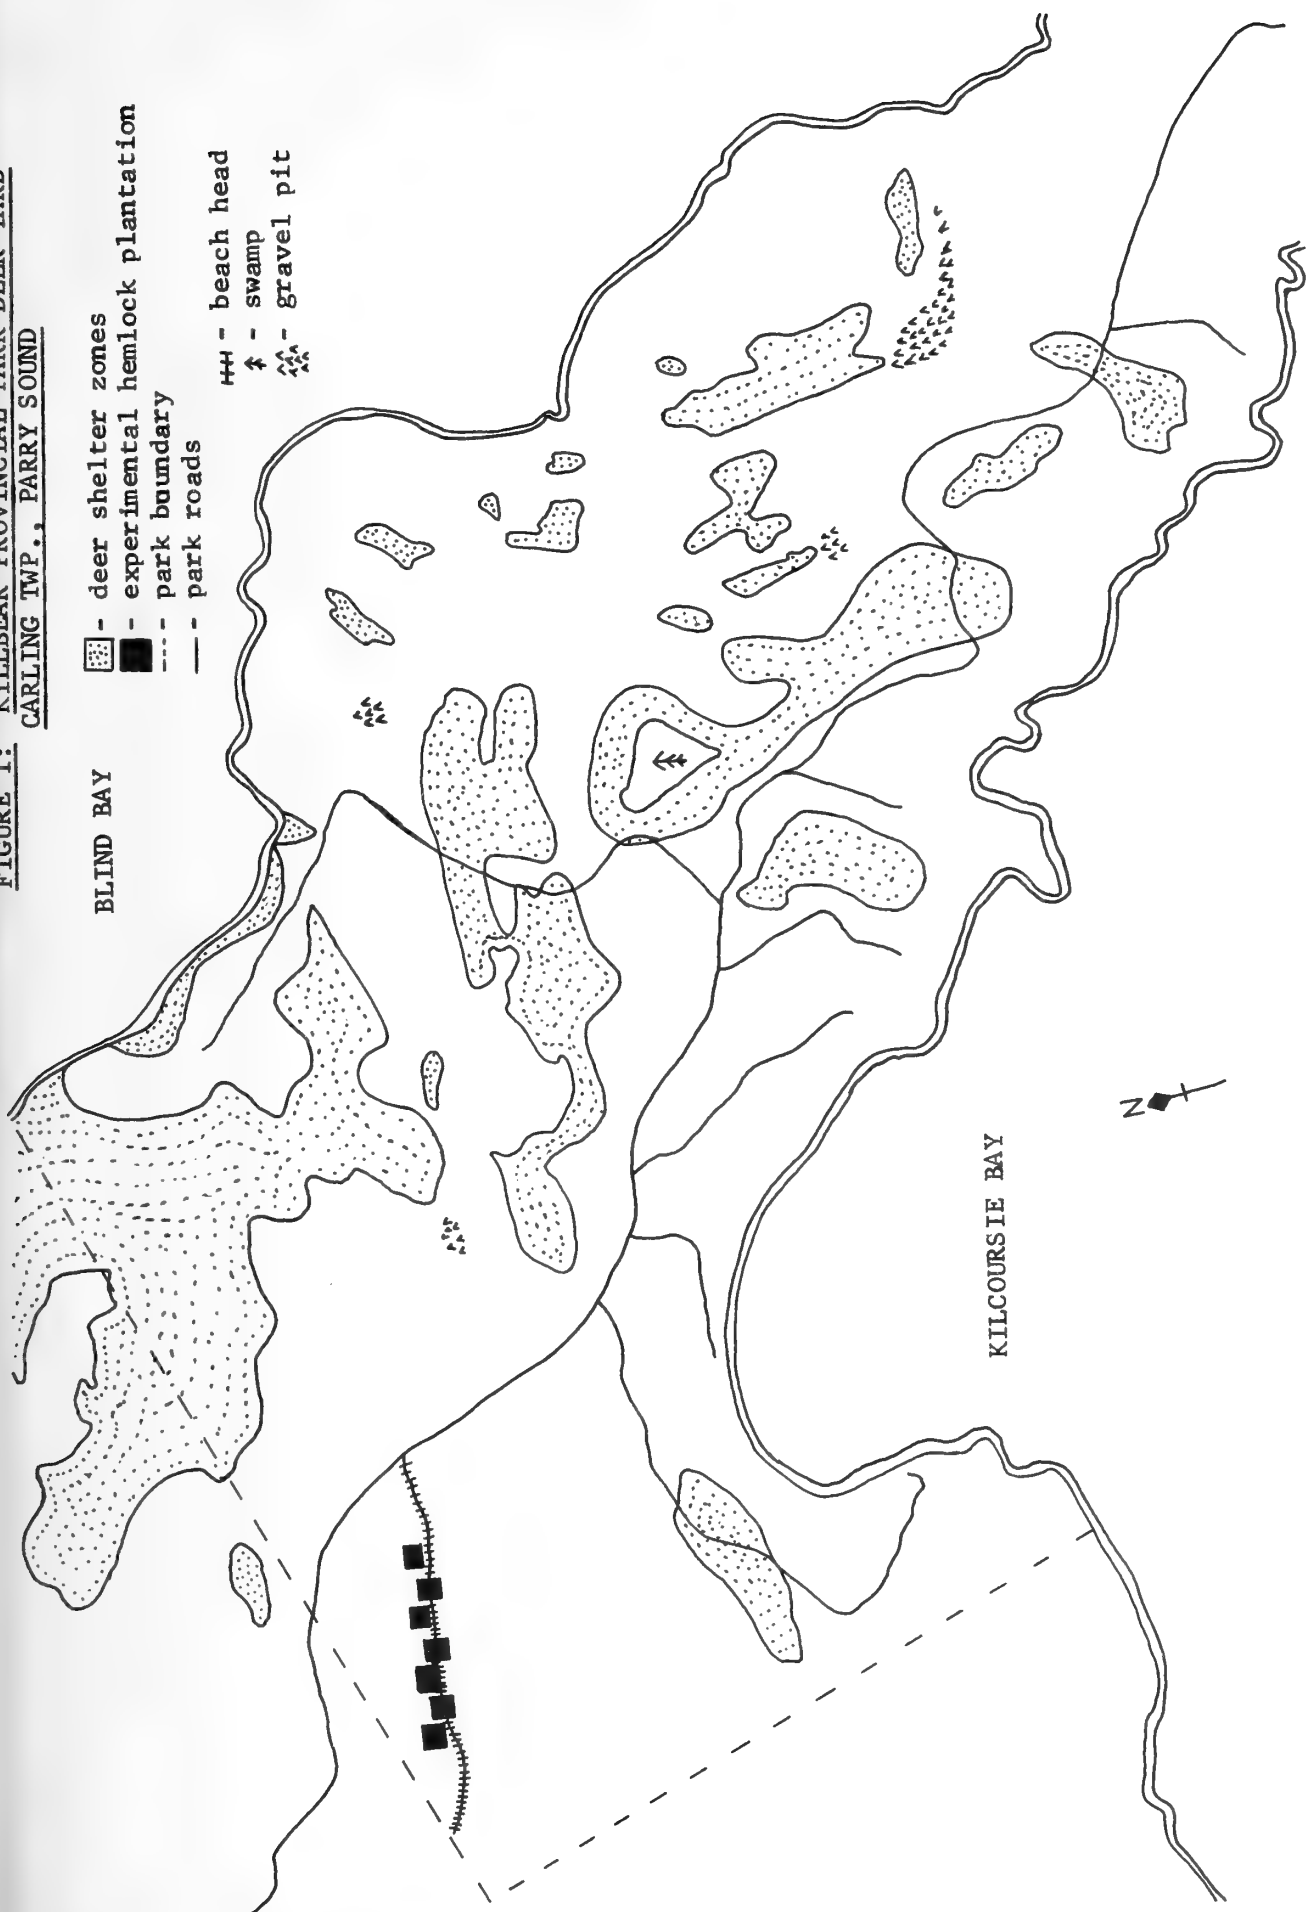 FIGURE 1: KILLBEAR PROVINCIAL PARK DEER YARD
CARLING TWP., PARRY SOUND
- deer shelter zones
- experimental hemlock plantation
- park boundary
- park roads
- beach head
- swamp
- gravel pit
BLIND BAY
KILCOURSIE BAY
N